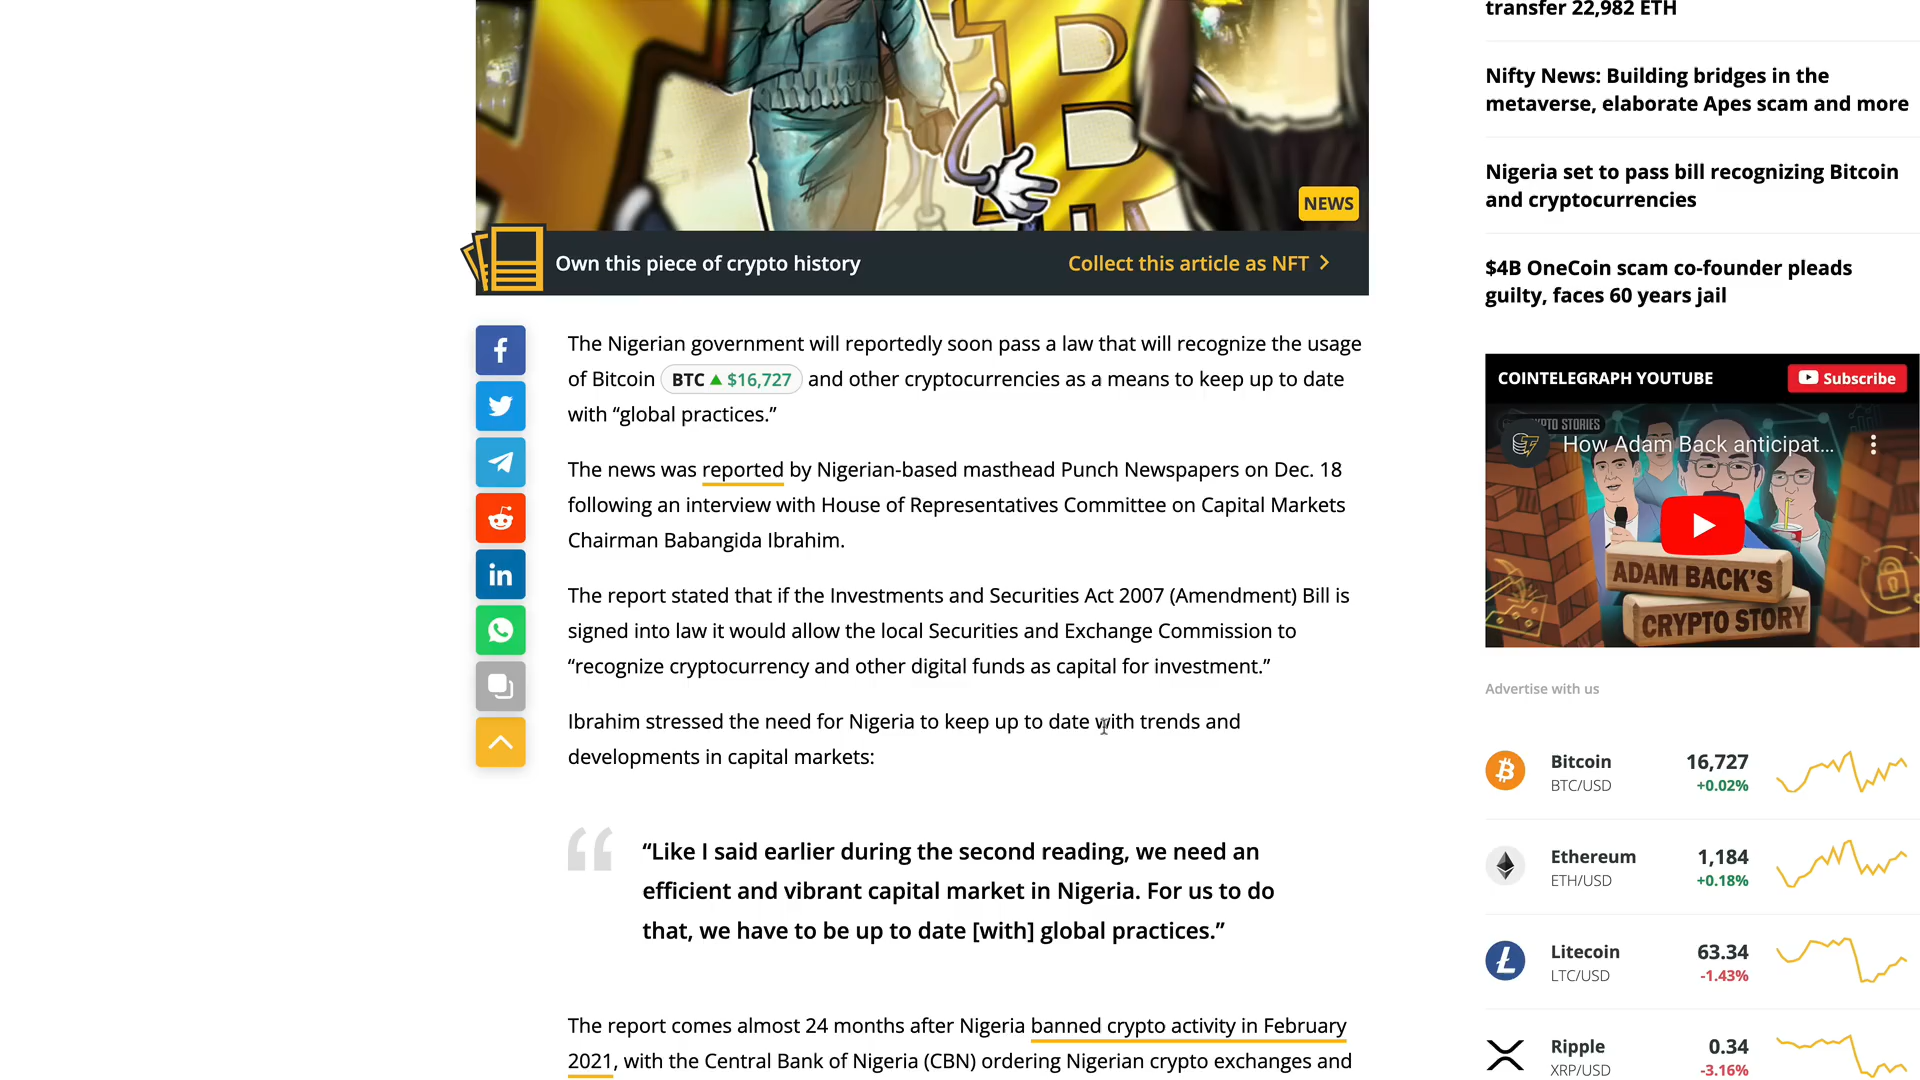 transfer 22,982 ETH
Nifty News: Building bridges in the
metaverse, elaborate Apes scam and more
Nigeria set to pass bill recognizing Bitcoin
and cryptocurrencies
$4B OneCoin scam co-founder pleads
guilty, faces 60 years jail
NEWS
Own this piece of crypto history
Collect this article as NFT
The Nigerian government will reportedly soon pass a law that will recognize the usage
of Bitcoin BTC ▲ $16,727 and other cryptocurrencies as a means to keep up to date
with “global practices.”
The news was reported by Nigerian-based masthead Punch Newspapers on Dec. 18
following an interview with House of Representatives Committee on Capital Markets
Chairman Babangida Ibrahim.
The report stated that if the Investments and Securities Act 2007 (Amendment) Bill is
signed into law it would allow the local Securities and Exchange Commission to
“recognize cryptocurrency and other digital funds as capital for investment.”
Ibrahim stressed the need for Nigeria to keep up to date with trends and
developments in capital markets:
“Like I said earlier during the second reading, we need an
efficient and vibrant capital market in Nigeria. For us to do
that, we have to be up to date [with] global practices.”
The report comes almost 24 months after Nigeria banned crypto activity in February
2021, with the Central Bank of Nigeria (CBN) ordering Nigerian crypto exchanges and
COINTELEGRAPH YOUTUBE
Subscribe
STORIES
How Adam Back anticipat...
ADAM BACK'S
CRYPTO STORY
Advertise with us
Bitcoin 16,727
BTC/USD +0.02%
Ethereum 1,184
ETH/USD +0.18%
Litecoin 63.34
LTC/USD -1.43%
Ripple 0.34
XRP/USD -3.16%